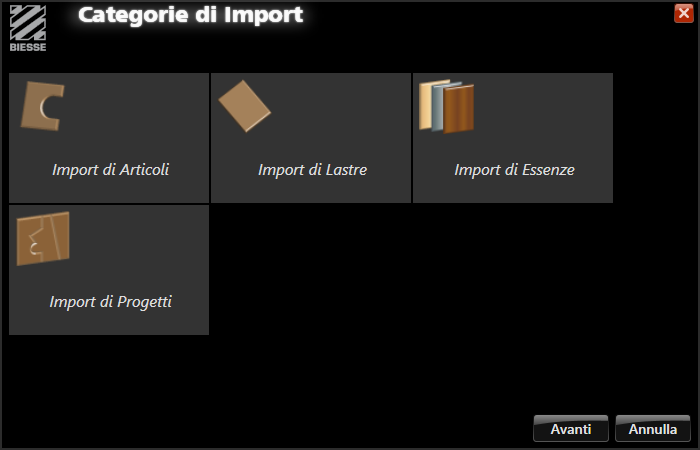 Categorie di Import
BIESSE
Import di Articoli
Import di Lastre
Import di Essenze
Import di Progetti
Avanti
Annulla